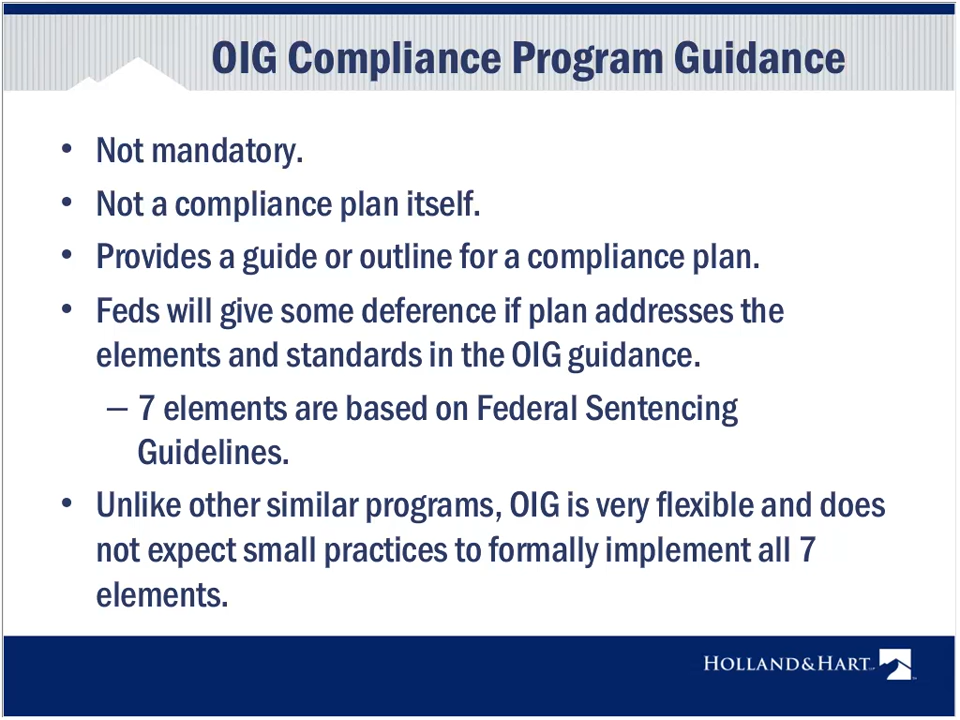 OIG Compliance Program Guidance
• Not mandatory.
• Not a compliance plan itself.
• Provides a guide or outline for a compliance plan.
• Feds will give some deference if plan addresses the
elements and standards in the OIG guidance.
– 7 elements are based on Federal Sentencing
Guidelines.
• Unlike other similar programs, OIG is very flexible and does
not expect small practices to formally implement all 7
elements.
HOLLAND&HART